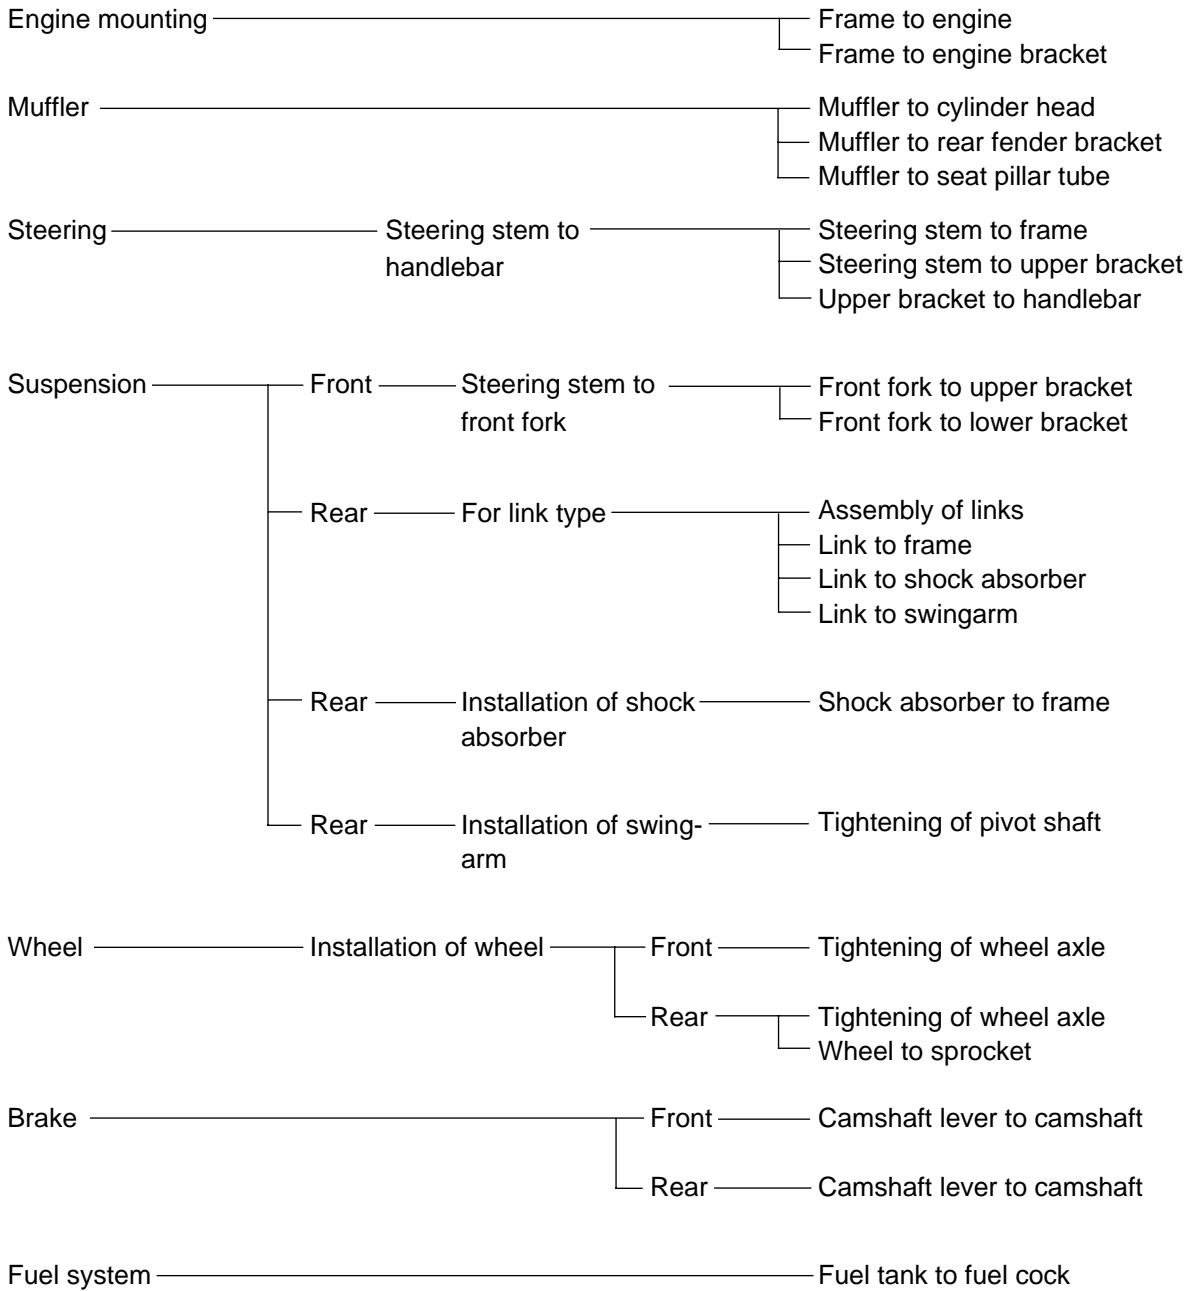 Engine mounting Frame to engine
Frame to engine bracket
Muffler Muffler to cylinder head
Muffler to rear fender bracket
Muffler to seat pillar tube
Steering Steering stem to Steering stem to frame
handlebar Steering stem to upper bracket
Upper bracket to handlebar
Suspension Front Steering stem to Front fork to upper bracket
front fork Front fork to lower bracket
Rear For link type Assembly of links
Link to frame
Link to shock absorber
Link to swingarm
Rear Installation of shock Shock absorber to frame
absorber
Rear Installation of swing- Tightening of pivot shaft
arm
Wheel Installation of wheel Front Tightening of wheel axle
Rear Tightening of wheel axle
Wheel to sprocket
Brake Front Camshaft lever to camshaft
Rear Camshaft lever to camshaft
Fuel system Fuel tank to fuel cock